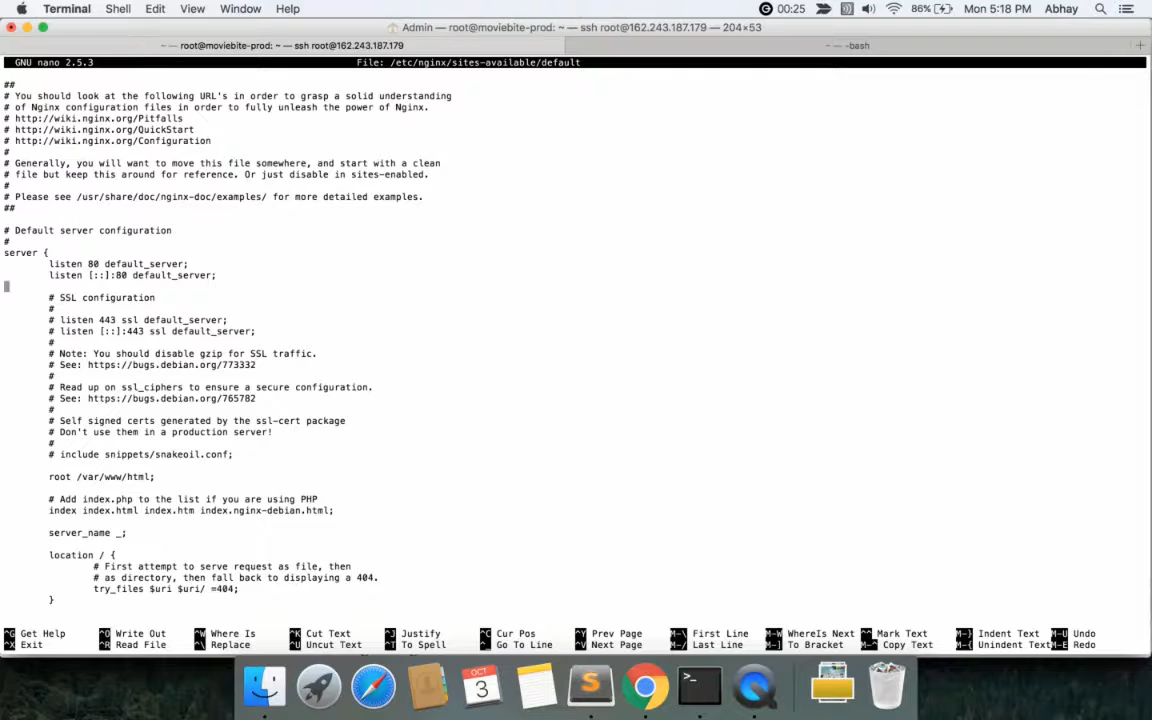 Terminal Shell Edit View Window Help 00:25 86% Mon 5:18 PM Abhay
Admin — root@moviebite-prod: ~ — ssh root@162.243.187.179 — 204×53
~ — root@moviebite-prod: ~ — ssh root@162.243.187.179 ~ — -bash
GNU nano 2.5.3 File: /etc/nginx/sites-available/default
##
# You should look at the following URL's in order to grasp a solid understanding
# of Nginx configuration files in order to fully unleash the power of Nginx.
# http://wiki.nginx.org/Pitfalls
# http://wiki.nginx.org/QuickStart
# http://wiki.nginx.org/Configuration
#
# Generally, you will want to move this file somewhere, and start with a clean
# file but keep this around for reference. Or just disable in sites-enabled.
#
# Please see /usr/share/doc/nginx-doc/examples/ for more detailed examples.
##
# Default server configuration
#
server {
listen 80 default_server;
listen [::]:80 default_server;
# SSL configuration
#
# listen 443 ssl default_server;
# listen [::]:443 ssl default_server;
#
# Note: You should disable gzip for SSL traffic.
# See: https://bugs.debian.org/773332
#
# Read up on ssl_ciphers to ensure a secure configuration.
# See: https://bugs.debian.org/765782
#
# Self signed certs generated by the ssl-cert package
# Don't use them in a production server!
#
# include snippets/snakeoil.conf;
root /var/www/html;
# Add index.php to the list if you are using PHP
index index.html index.htm index.nginx-debian.html;
server_name _;
location / {
# First attempt to serve request as file, then
# as directory, then fall back to displaying a 404.
try_files $uri $uri/ =404;
}
^G Get Help ^O Write Out ^W Where Is ^K Cut Text ^J Justify ^C Cur Pos ^Y Prev Page M-\ First Line M-W WhereIs Next ^^ Mark Text M-} Indent Text M-U Undo
^X Exit ^R Read File ^\ Replace ^U Uncut Text ^T To Spell ^_ Go To Line ^V Next Page M-/ Last Line M-] To Bracket M-^ Copy Text M-{ Unindent Text M-E Redo
OCT
3